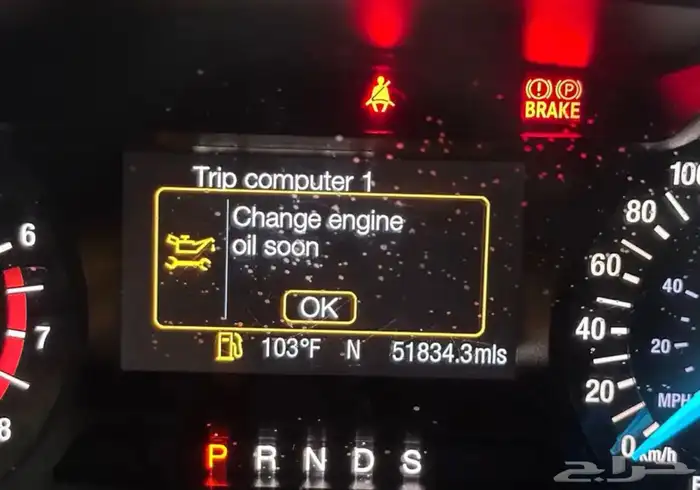 BRAKE
Trip computer 1
Change engine
oil soon
OK
103°F N 51834.3mls
P R N D S
6
7
8
100
80
60
40
20
0
40
20
MPH
km/h
حراج